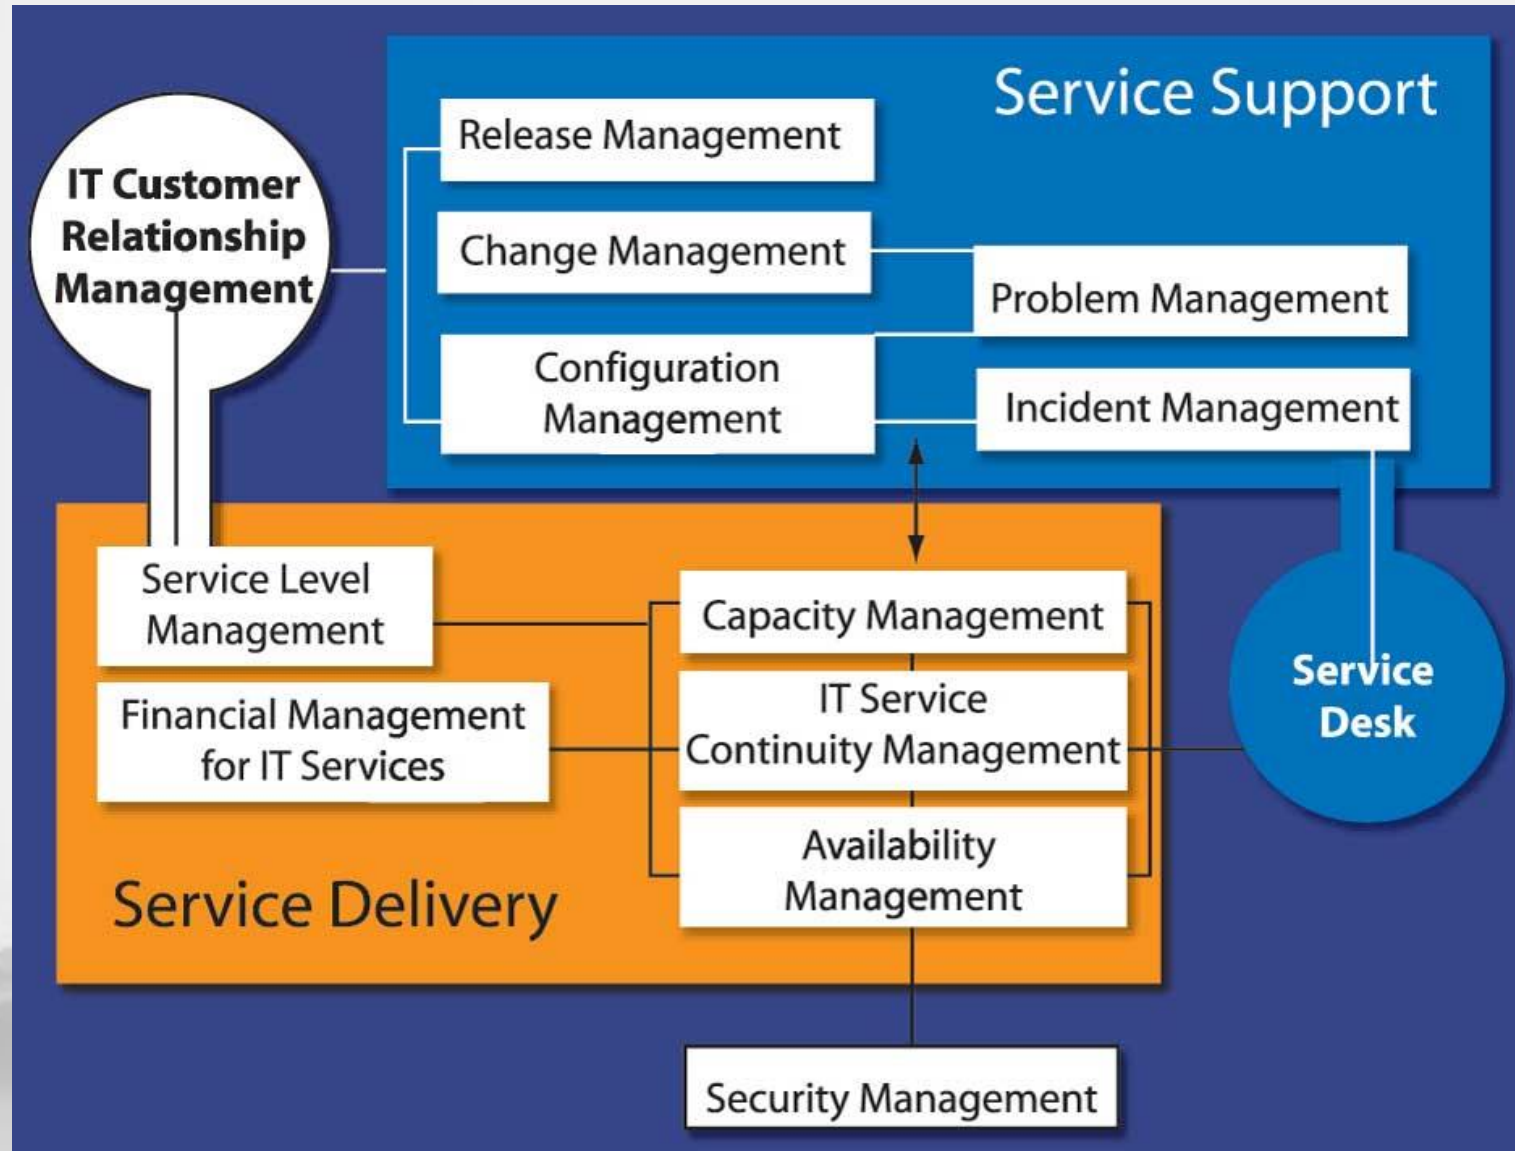 Service Support
IT Customer
Relationship
Management
Release Management
Change Management
Problem Management
Configuration
Management
Incident Management
Service Level
Management
Capacity Management
Financial Management
for IT Services
IT Service
Continuity Management
Service
Desk
Availability
Management
Service Delivery
Security Management